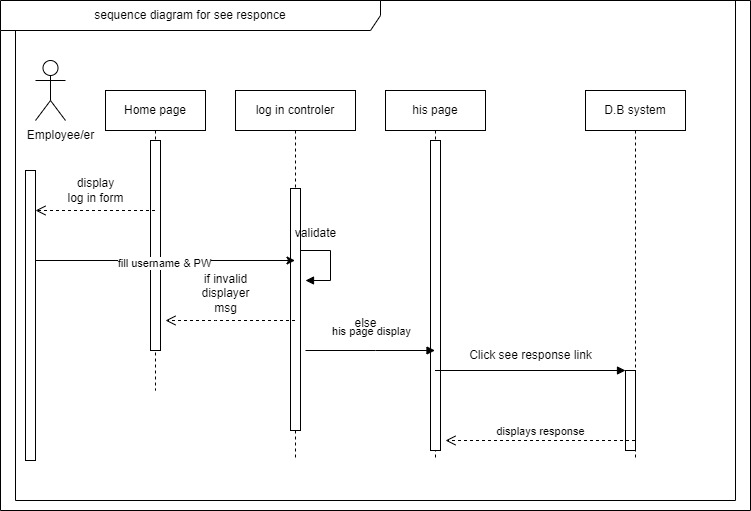 sequence diagram for see responce
Employee/er
Home page
log in controler
his page
D.B system
display
log in form
validate
fill username & PW
if invalid
displayer
msg
else
his page display
Click see response link
displays response